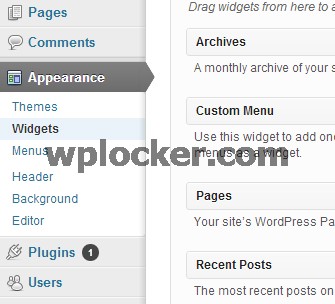 Pages
Comments
Appearance
Themes
Widgets
Menus
Header
Background
Editor
Plugins 1
Users
Drag widgets from here to a
Archives
A monthly archive of your s
Custom Menu
Use this widget to add one
menus as a widget.
Pages
Your site's WordPress Pa
Recent Posts
The most recent posts on
wplocker.com